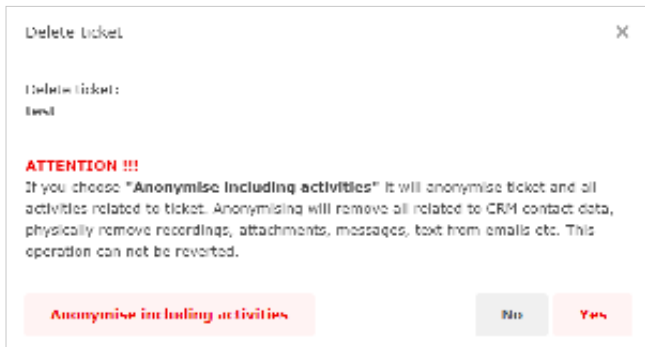 Delete ticket
×
Delete ticket:
test
ATTENTION !!!
If you choose "Anonymise including activities" it will anonymise ticket and all
activities related to ticket. Anonymising will remove all related to CRM contact data,
physically remove recordings, attachments, messages, text from emails etc. This
operation can not be reverted.
Anonymise including activities
No
Yes